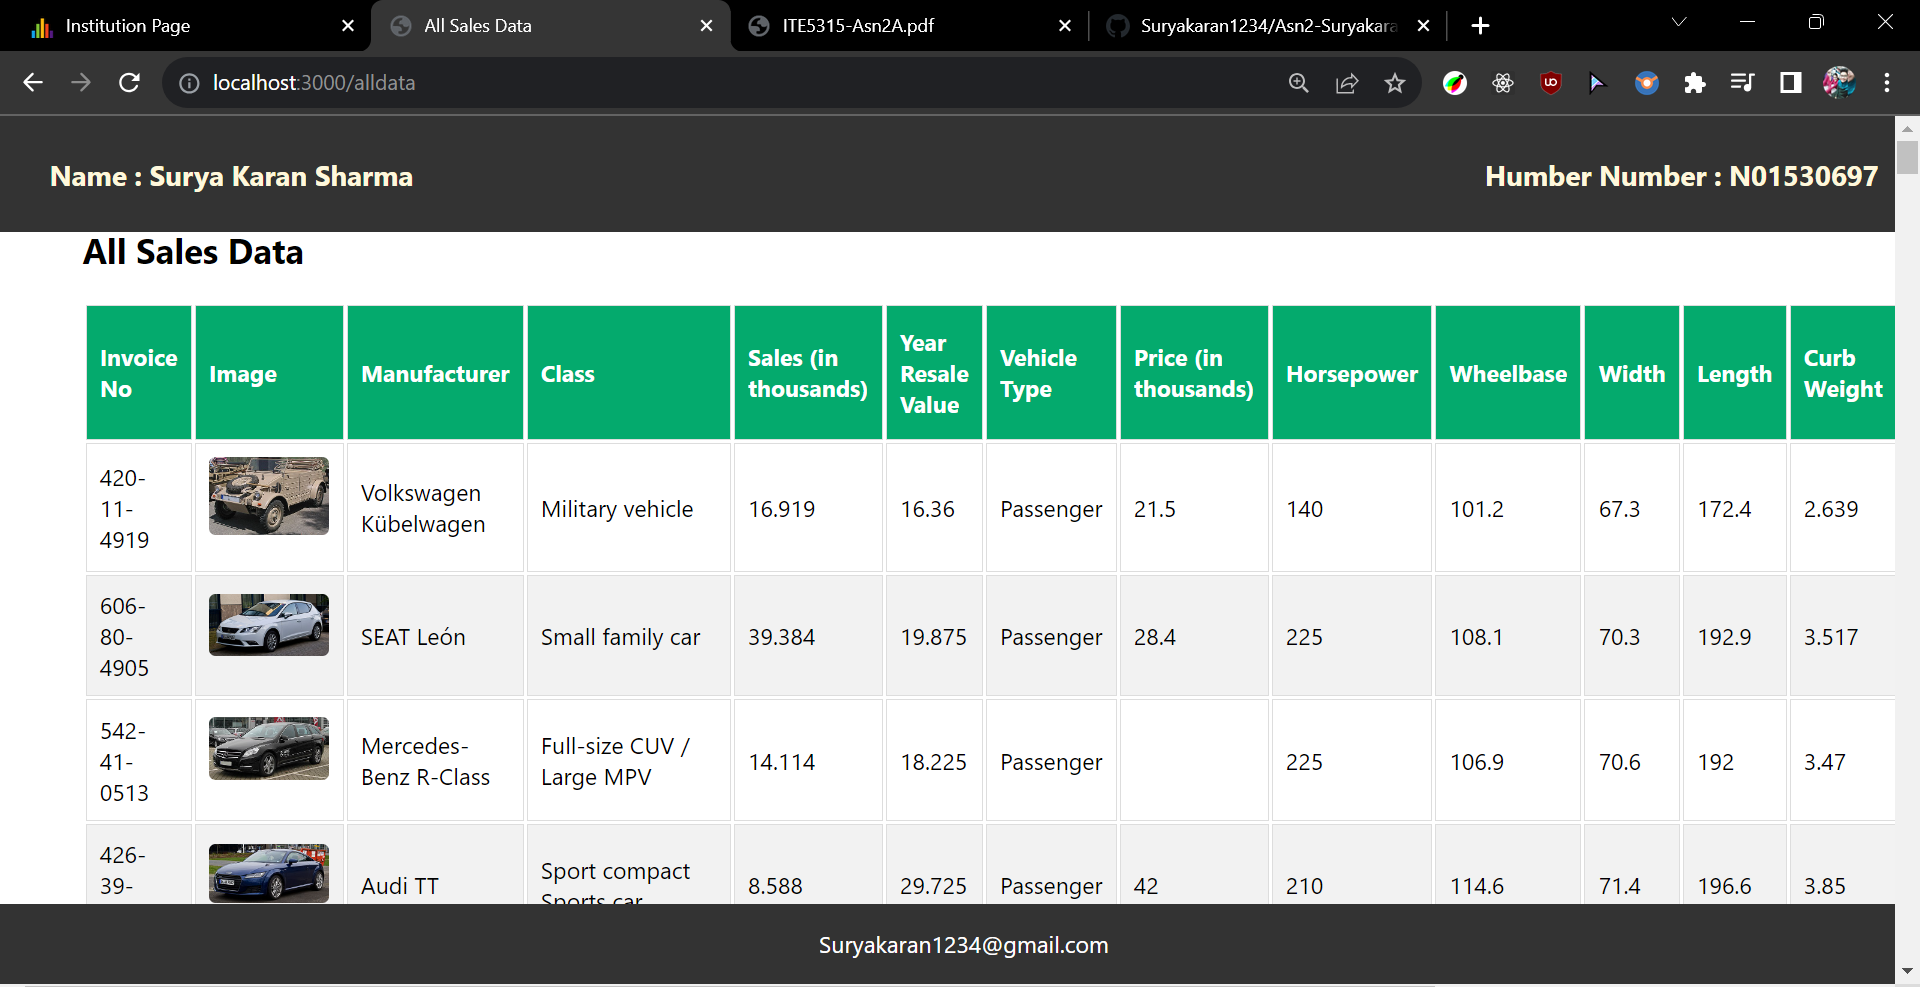 Institution Page
All Sales Data
ITE5315-Asn2A.pdf
Suryakaran1234/Asn2-Suryakara
localhost:3000/alldata
Name : Surya Karan Sharma
Humber Number : N01530697
All Sales Data
Invoice
No
Image
Manufacturer
Class
Sales (in
thousands)
Year
Resale
Value
Vehicle
Type
Price (in
thousands)
Horsepower
Wheelbase
Width
Length
Curb
Weight
420-
11-
4919
Volkswagen
Kübelwagen
Military vehicle
16.919
16.36
Passenger
21.5
140
101.2
67.3
172.4
2.639
606-
80-
4905
SEAT León
Small family car
39.384
19.875
Passenger
28.4
225
108.1
70.3
192.9
3.517
542-
41-
0513
Mercedes-
Benz R-Class
Full-size CUV /
Large MPV
14.114
18.225
Passenger
225
106.9
70.6
192
3.47
426-
39-
Audi TT
Sport compact
Sports car
8.588
29.725
Passenger
42
210
114.6
71.4
196.6
3.85
Suryakaran1234@gmail.com